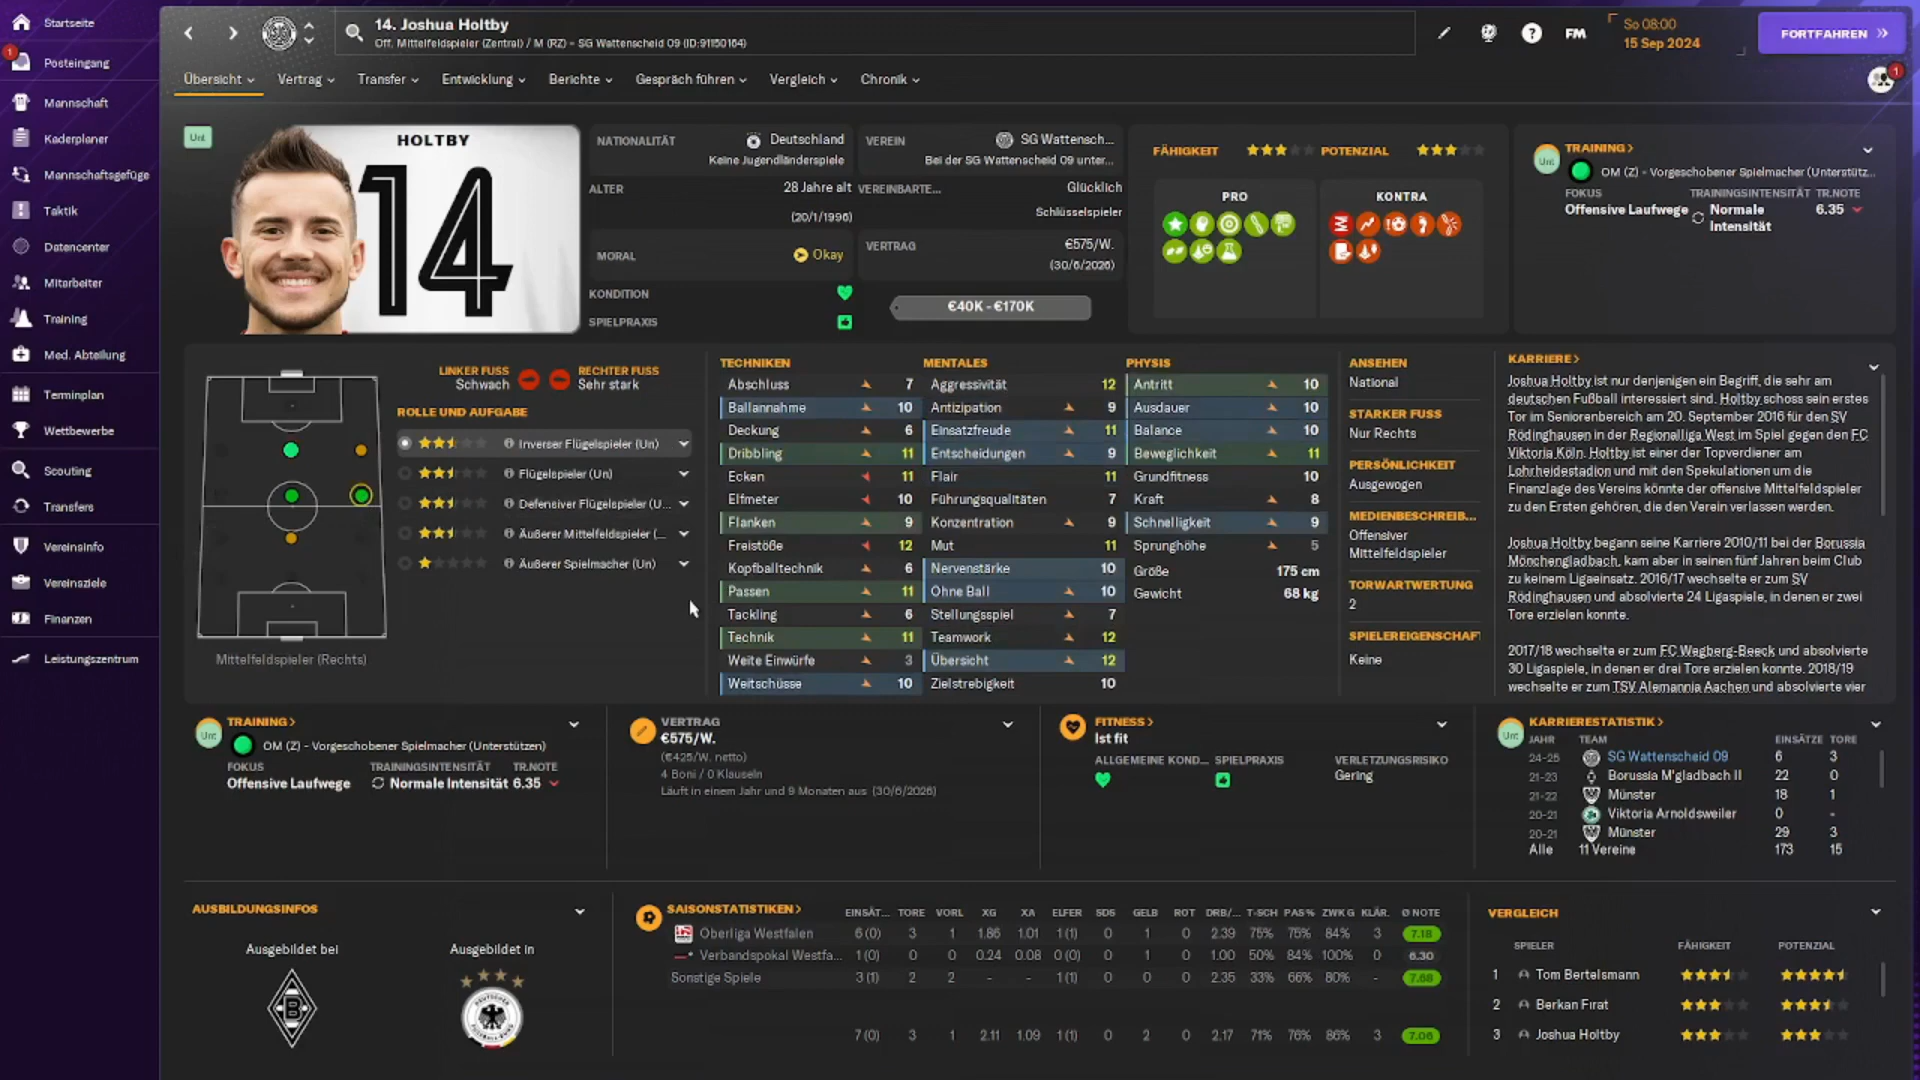 Startseite
1
Posteingang
Mannschaft
Kaderplaner
Mannschaftsgefüge
Taktik
Datencenter
Mitarbeiter
Training
Med. Abteilung
Terminplan
Wettbewerbe
Scouting
Transfers
Vereinsinfo
Vereinsziele
Finanzen
Leistungszentrum
14. Joshua Holtby
Off. Mittelfeldspieler (Zentral) / M (RZ) - SG Wattenscheid 09 (ID:91150164)
FM
So 08:00
15 Sep 2024
FORTFAHREN
Übersicht
Vertrag
Transfer
Entwicklung
Berichte
Gespräch führen
Vergleich
Chronik
1
Unt
HOLTBY
14
NATIONALITÄT
Deutschland
Keine Jugendländerspiele
ALTER
28 Jahre alt
(20/1/1996)
MORAL
Okay
KONDITION
SPIELPRAXIS
VEREIN
SG Wattensch...
Bei der SG Wattenscheid 09 unter...
VEREINBARTE...
Glücklich
Schlüsselspieler
VERTRAG
€575/W.
(30/6/2026)
€40K - €170K
FÄHIGKEIT
POTENZIAL
PRO
KONTRA
Unt
TRAINING>
OM (Z) - Vorgeschobener Spielmacher (Unterstütz...
FOKUS TRAININGSINTENSITÄT TR.NOTE
Offensive Laufwege Normale Intensität 6.35
LINKER FUSS
Schwach
RECHTER FUSS
Sehr stark
ROLLE UND AUFGABE
Inverser Flügelspieler (Un)
Flügelspieler (Un)
Defensiver Flügelspieler (U...
Äußerer Mittelfeldspieler (...
Äußerer Spielmacher (Un)
Mittelfeldspieler (Rechts)
TECHNIKEN
Abschluss 7
Ballannahme 10
Deckung 6
Dribbling 11
Ecken 11
Elfmeter 10
Flanken 9
Freistöße 12
Kopfballtechnik 6
Passen 11
Tackling 6
Technik 11
Weite Einwürfe 3
Weitschüsse 10
MENTALES
Aggressivität 12
Antizipation 9
Einsatzfreude 11
Entscheidungen 9
Flair 11
Führungsqualitäten 7
Konzentration 9
Mut 11
Nervenstärke 10
Ohne Ball 10
Stellungsspiel 7
Teamwork 12
Übersicht 12
Zielstrebigkeit 10
PHYSIS
Antritt 10
Ausdauer 10
Balance 10
Beweglichkeit 11
Grundfitness 10
Kraft 8
Schnelligkeit 9
Sprunghöhe 5
Größe 175 cm
Gewicht 68 kg
ANSEHEN
National
STARKER FUSS
Nur Rechts
PERSÖNLICHKEIT
Ausgewogen
MEDIENBESCHREIB...
Offensiver
Mittelfeldspieler
TORWARTWERTUNG
2
SPIELEREIGENSCHAFT
Keine
KARRIERE>
Joshua Holtby ist nur denjenigen ein Begriff, die sehr am
deutschen Fußball interessiert sind. Holtby schoss sein erstes
Tor im Seniorenbereich am 20. September 2016 für den SV
Rödinghausen in der Regionalliga West im Spiel gegen den FC
Viktoria Köln. Holtby ist einer der Topverdiener am
Lohrheidestadion und mit den Spekulationen um die
Finanzlage des Vereins könnte der offensive Mittelfeldspieler
zu den Ersten gehören, die den Verein verlassen werden.
Joshua Holtby begann seine Karriere 2010/11 bei der Borussia
Mönchengladbach, kam aber in seinen fünf Jahren beim Club
zu keinem Ligaeinsatz. 2016/17 wechselte er zum SV
Rödinghausen und absolvierte 24 Ligaspiele, in denen er zwei
Tore erzielen konnte.
2017/18 wechselte er zum FC Wegberg-Beeck und absolvierte
30 Ligaspiele, in denen er drei Tore erzielen konnte. 2018/19
wechselte er zum TSV Alemannia Aachen und absolvierte vier
Unt
TRAINING>
OM (Z) - Vorgeschobener Spielmacher (Unterstützen)
FOKUS TRAININGSINTENSITÄT TR.NOTE
Offensive Laufwege Normale Intensität 6.35
VERTRAG
€575/W.
(€425/W. netto)
4 Boni / 0 Klauseln
Läuft in einem Jahr und 9 Monaten aus (30/6/2026)
FITNESS>
Ist fit
ALLGEMEINE KOND... SPIELPRAXIS VERLETZUNGSRISIKO
Gering
Unt
KARRIERESTATISTIK>
JAHR TEAM EINSÄTZE TORE
24-25 SG Wattenscheid 09 6 3
21-23 Borussia M'gladbach II 22 0
21-22 Münster 18 1
20-21 Viktoria Arnoldsweiler 0 -
20-21 Münster 29 3
Alle 11 Vereine 173 15
AUSBILDUNGSINFOS
Ausgebildet bei
Ausgebildet in
SAISONSTATISTIKEN>
EINSÄT... TORE VORL XG XA ELFER SDS GELB ROT DRB/... T-SCH PAS% ZWK G KLÄR. Ø NOTE
Oberliga Westfalen 6 (0) 3 1 1.86 1.01 1 (1) 0 1 0 2.39 75% 75% 84% 3 7.18
Verbandspokal Westfa... 1 (0) 0 0 0.24 0.08 0 (0) 0 1 0 1.00 50% 84% 100% 0 6.30
Sonstige Spiele 3 (1) 2 2 - - 1 (1) 0 0 0 2.35 33% 66% 80% - 7.68
7 (0) 3 1 2.11 1.09 1 (1) 0 2 0 2.17 71% 76% 86% 3 7.06
VERGLEICH
SPIELER FÄHIGKEIT POTENZIAL
1 Tom Bertelsmann
2 Berkan Fırat
3 Joshua Holtby